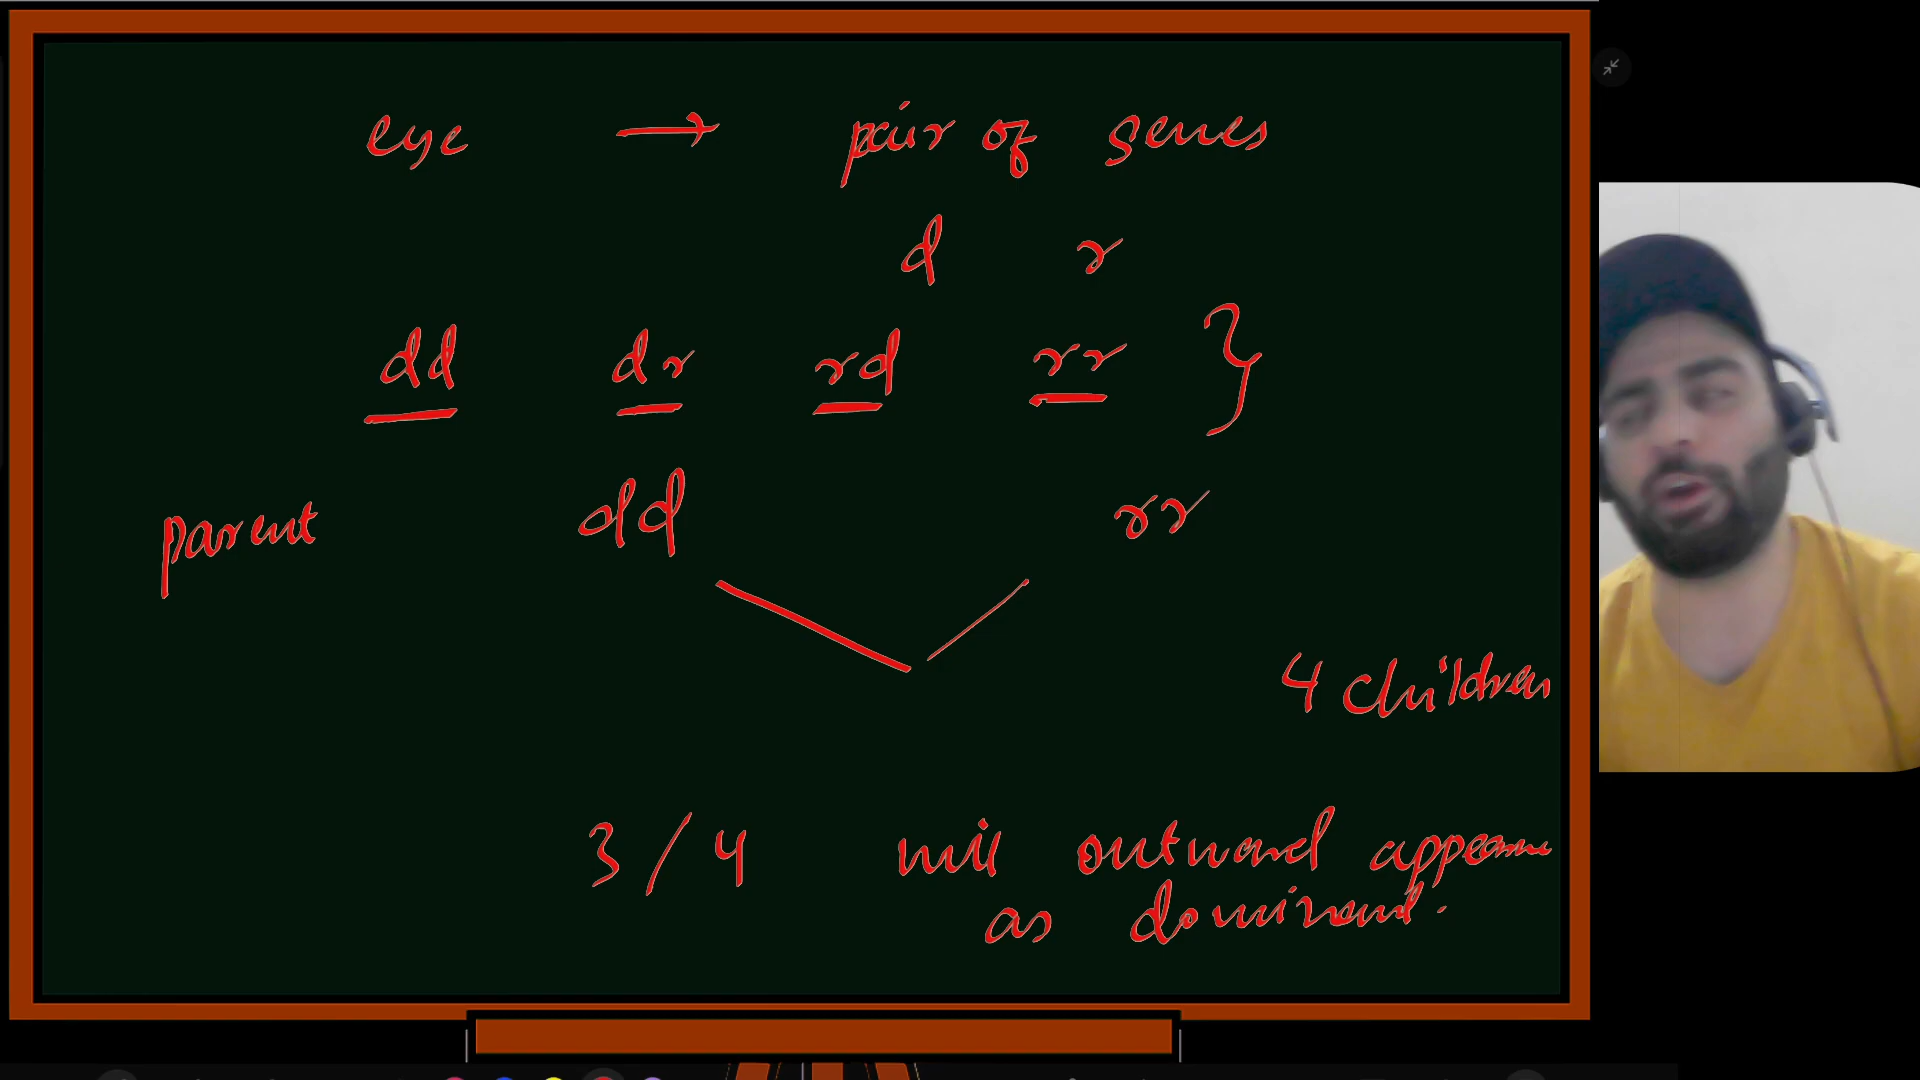 eye → pair of genes
d r
dd dr rd rr }
parent dd rr
4 children
3/4 will outward appearance
as dominant.